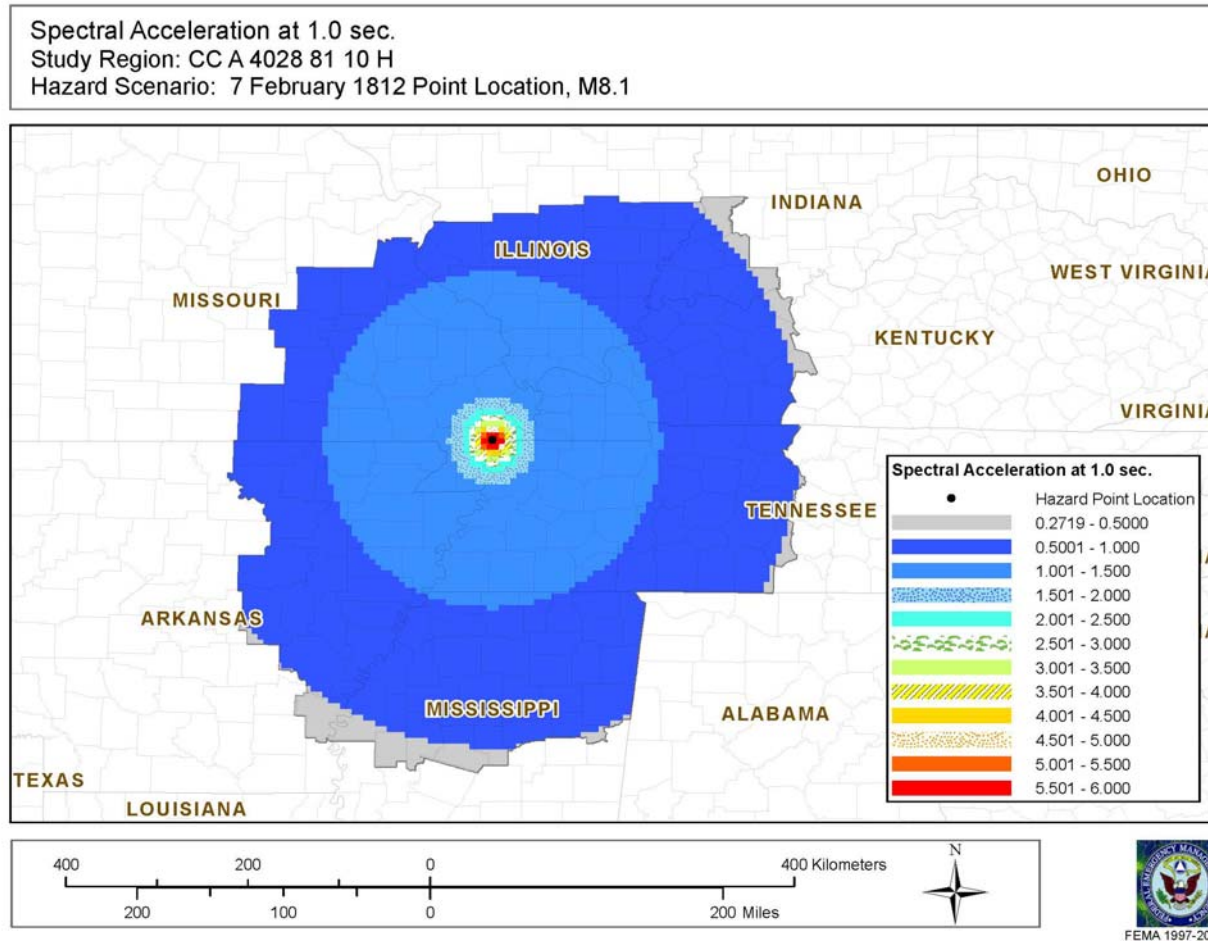 Spectral Acceleration at 1.0 sec.
Study Region: CC A 4028 81 10 H
Hazard Scenario: 7 February 1812 Point Location, M8.1
OHIO
INDIANA
ILLINOIS
WEST VIRGINIA
MISSOURI
KENTUCKY
VIRGINIA
Spectral Acceleration at 1.0 sec.
Hazard Point Location
0.2719 - 0.5000
0.5001 - 1.000
1.001 - 1.500
1.501 - 2.000
2.001 - 2.500
2.501 - 3.000
3.001 - 3.500
3.501 - 4.000
4.001 - 4.500
4.501 - 5.000
5.001 - 5.500
5.501 - 6.000
TENNESSEE
ARKANSAS
MISSISSIPPI
ALABAMA
TEXAS
LOUISIANA
400 200 0 400 Kilometers
200 100 0 200 Miles
N
FEMA 1997-20